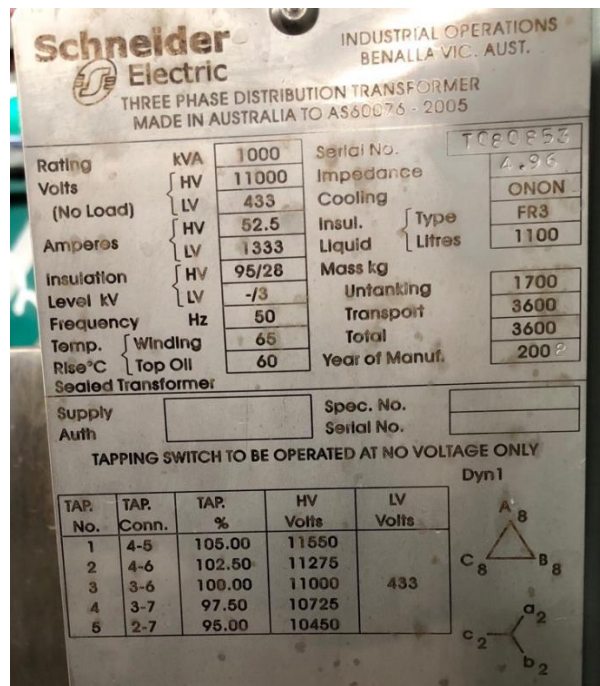 Schneider Electric
INDUSTRIAL OPERATIONS
BENALLA VIC. AUST.
THREE PHASE DISTRIBUTION TRANSFORMER
MADE IN AUSTRALIA TO AS60076 - 2005
Rating kVA 1000
Volts (No Load) HV 11000
LV 433
Amperes HV 52.5
LV 1333
Insulation Level kV HV 95/28
LV -/3
Frequency Hz 50
Temp. Rise°C Winding 65
Top Oil 60
Sealed Transformer
Serial No. T080853
Impedance 4.96
Cooling ONON
Insul. Liquid Type FR3
Litres 1100
Mass kg
Untanking 1700
Transport 3600
Total 3600
Year of Manuf. 2008
Supply Auth
Spec. No.
Serial No.
TAPPING SWITCH TO BE OPERATED AT NO VOLTAGE ONLY
Dyn1
TAP. No. TAP. Conn. TAP. % HV Volts LV Volts
1 4-5 105.00 11550
2 4-6 102.50 11275
3 3-6 100.00 11000 433
4 3-7 97.50 10725
5 2-7 95.00 10450
A8
C8 B8
a2
c2
b2